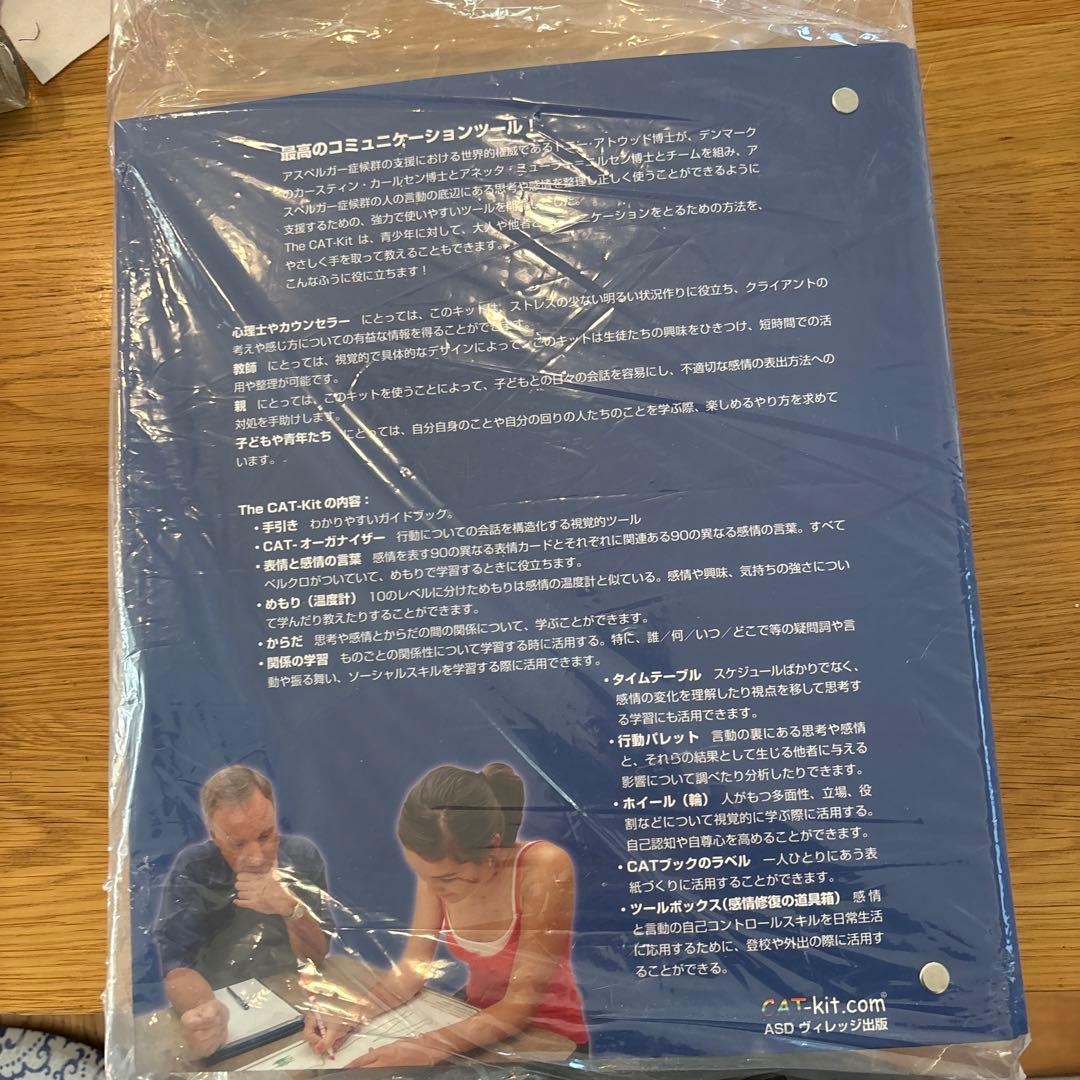 最高のコミュニケーションツール！
アスペルガー症候群の支援における世界的権威であるトニー・アトウッド博士が、デンマーク
のカースティン・カールセン博士とアネッタ・ミュー ニールセン博士とチームを組み、ア
スペルガー症候群の人の言動の底辺にある思考や感情を整理し正しく使うことができるように
支援するための、強力で使いやすいツールを しました。
The CAT-Kit は、青少年に対して、大人や他者と ュニケーションをとるための方法を、
やさしく手を取って教えることもできます。
こんなふうに役に立ちます！
心理士やカウンセラー にとっては、このキットは、ストレスの少ない明るい状況作りに役立ち、クライアントの
考えや感じ方についての有益な情報を得ることができます。
教師 にとっては、視覚的で具体的なデザインによって、このキットは生徒たちの興味をひきつけ、短時間での活
用や整理が可能です。
親 にとっては、このキットを使うことによって、子どもとの日々の会話を容易にし、不適切な感情の表出方法への
対処を手助けします。
子どもや青年たち にとっては、自分自身のことや自分の回りの人たちのことを学ぶ際、楽しめるやり方を求めて
います。
The CAT-Kit の内容：
・手引き わかりやすいガイドブック。
・CAT-オーガナイザー 行動についての会話を構造化する視覚的ツール
・表情と感情の言葉 感情を表す90の異なる表情カードとそれぞれに関連ある90の異なる感情の言葉。すべて
ベルクロがついていて、めもりで学習するときに役立ちます。
・めもり（温度計） 10のレベルに分けためもりは感情の温度計と似ている。感情や興味、気持ちの強さについ
て学んだり教えたりすることができます。
・からだ 思考や感情とからだの間の関係について、学ぶことができます。
・関係の学習 ものごとの関係性について学習する時に活用する。特に、誰／何／いつ／どこで等の疑問詞や言
動や振る舞い、ソーシャルスキルを学習する際に活用できます。
・タイムテーブル スケジュールばかりでなく、
感情の変化を理解したり視点を移して思考す
る学習にも活用できます。
・行動パレット 言動の裏にある思考や感情
と、それらの結果として生じる他者に与える
影響について調べたり分析したりできます。
・ホイール（輪） 人がもつ多面性、立場、役
割などについて視覚的に学ぶ際に活用する。
自己認知や自尊心を高めることができます。
・CATブックのラベル 一人ひとりにあう表
紙づくりに活用することができます。
・ツールボックス（感情修復の道具箱） 感情
と言動の自己コントロールスキルを日常生活
に応用するために、登校や外出の際に活用す
ることができる。
CAT-kit.com®
ASD ヴィレッジ出版